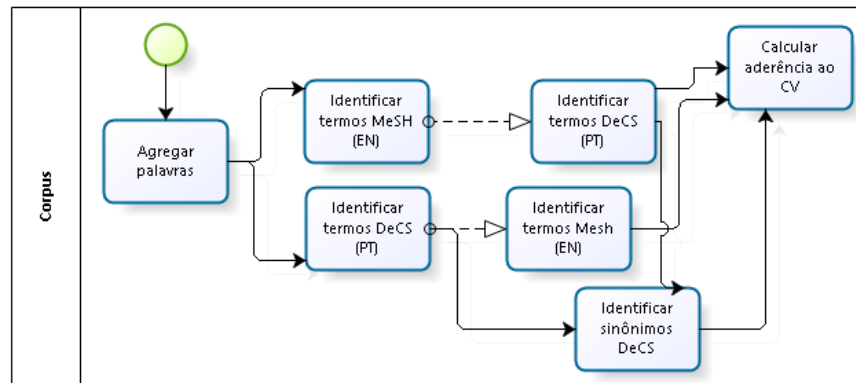 Corpus
Agregar
palavras
Identificar
termos MeSH
(EN)
Identificar
termos DeCS
(PT)
Calcular
aderência ao
CV
Identificar
termos DeCS
(PT)
Identificar
termos Mesh
(EN)
Identificar
sinônimos
DeCS